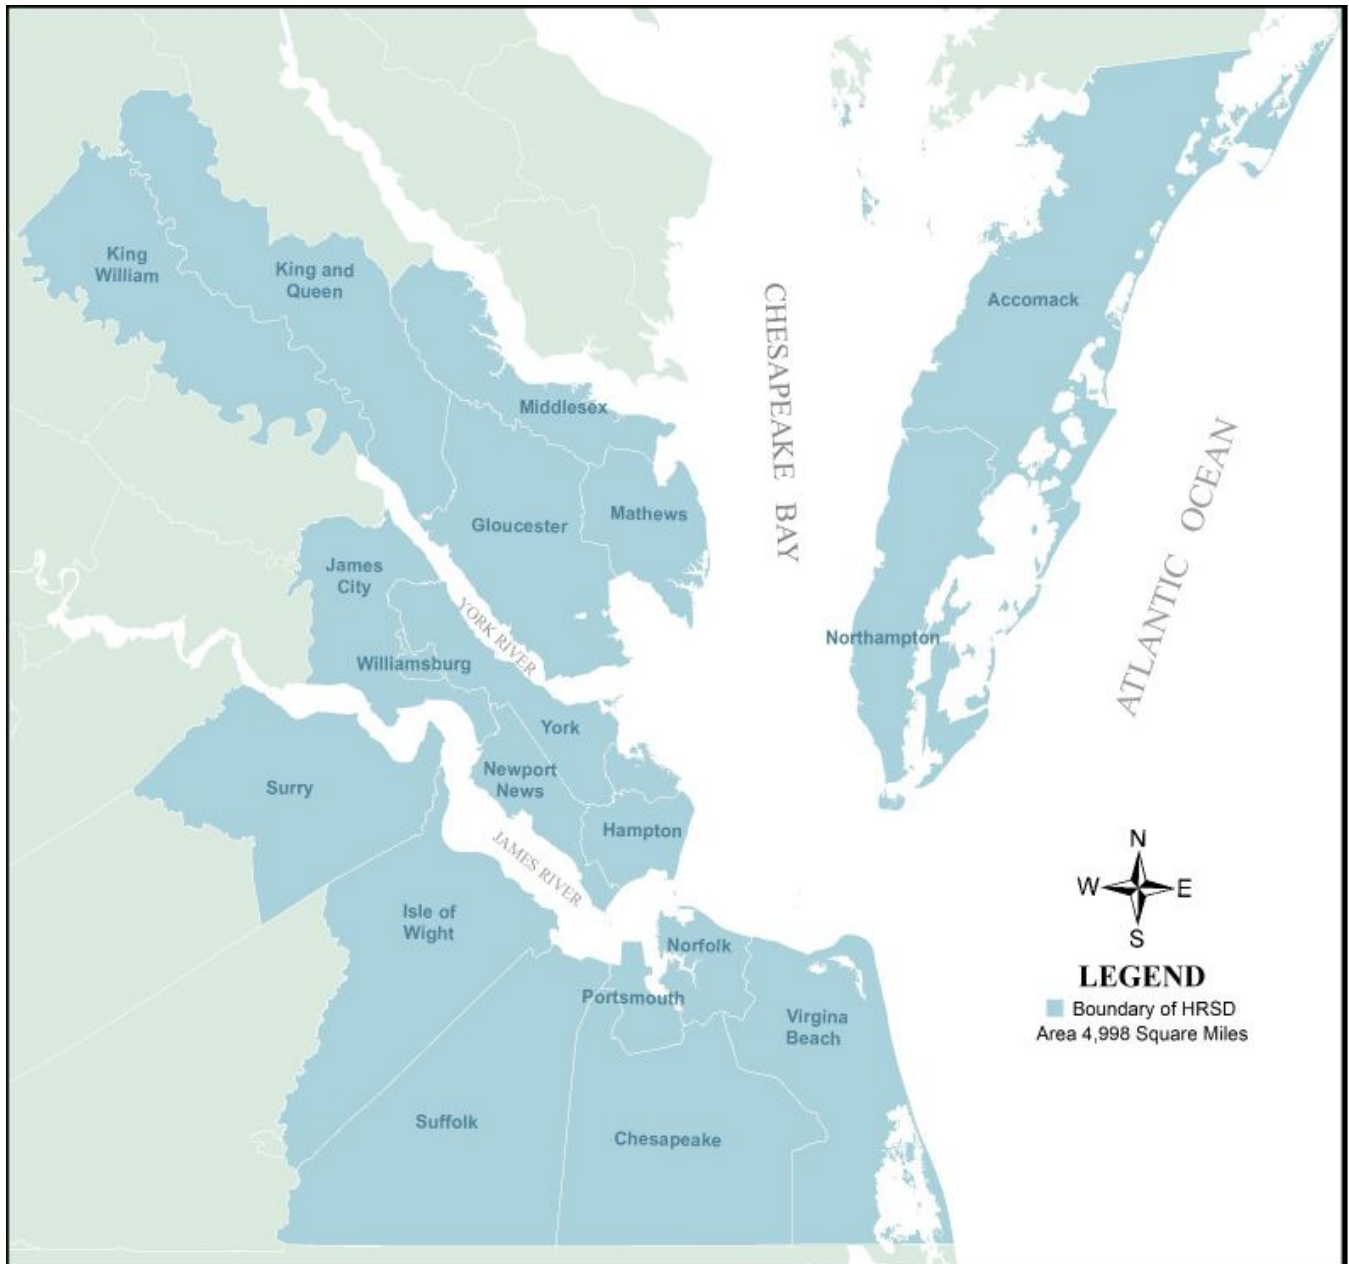 King
William
King and
Queen
Accomack
CHESAPEAKE BAY
Middlesex
Mathews
Gloucester
ATLANTIC OCEAN
James
City
YORK RIVER
Northampton
Williamsburg
York
Newport
News
Surry
Hampton
JAMES RIVER
Isle of
Wight
Norfolk
Portsmouth
Virgina
Beach
Suffolk
Chesapeake
N
W E
S
LEGEND
Boundary of HRSD
Area 4,998 Square Miles